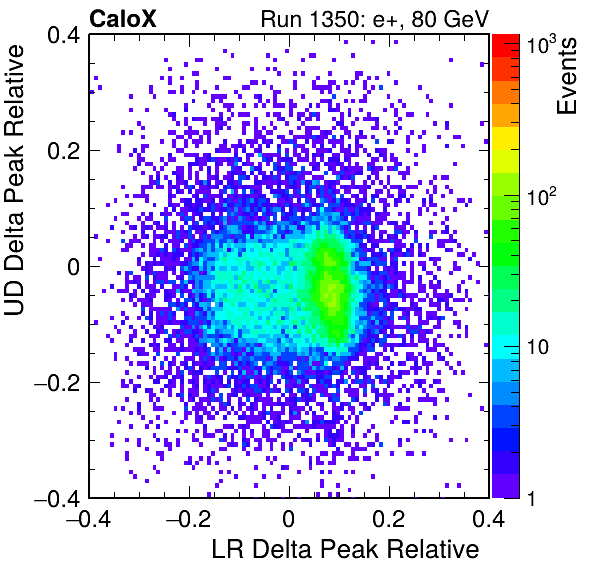 CaloX Run 1350: e+, 80 GeV
UD Delta Peak Relative
0.4
0.2
0
−0.2
−0.4
−0.4 −0.2 0 0.2 0.4
LR Delta Peak Relative
Events
10³
10²
10
1